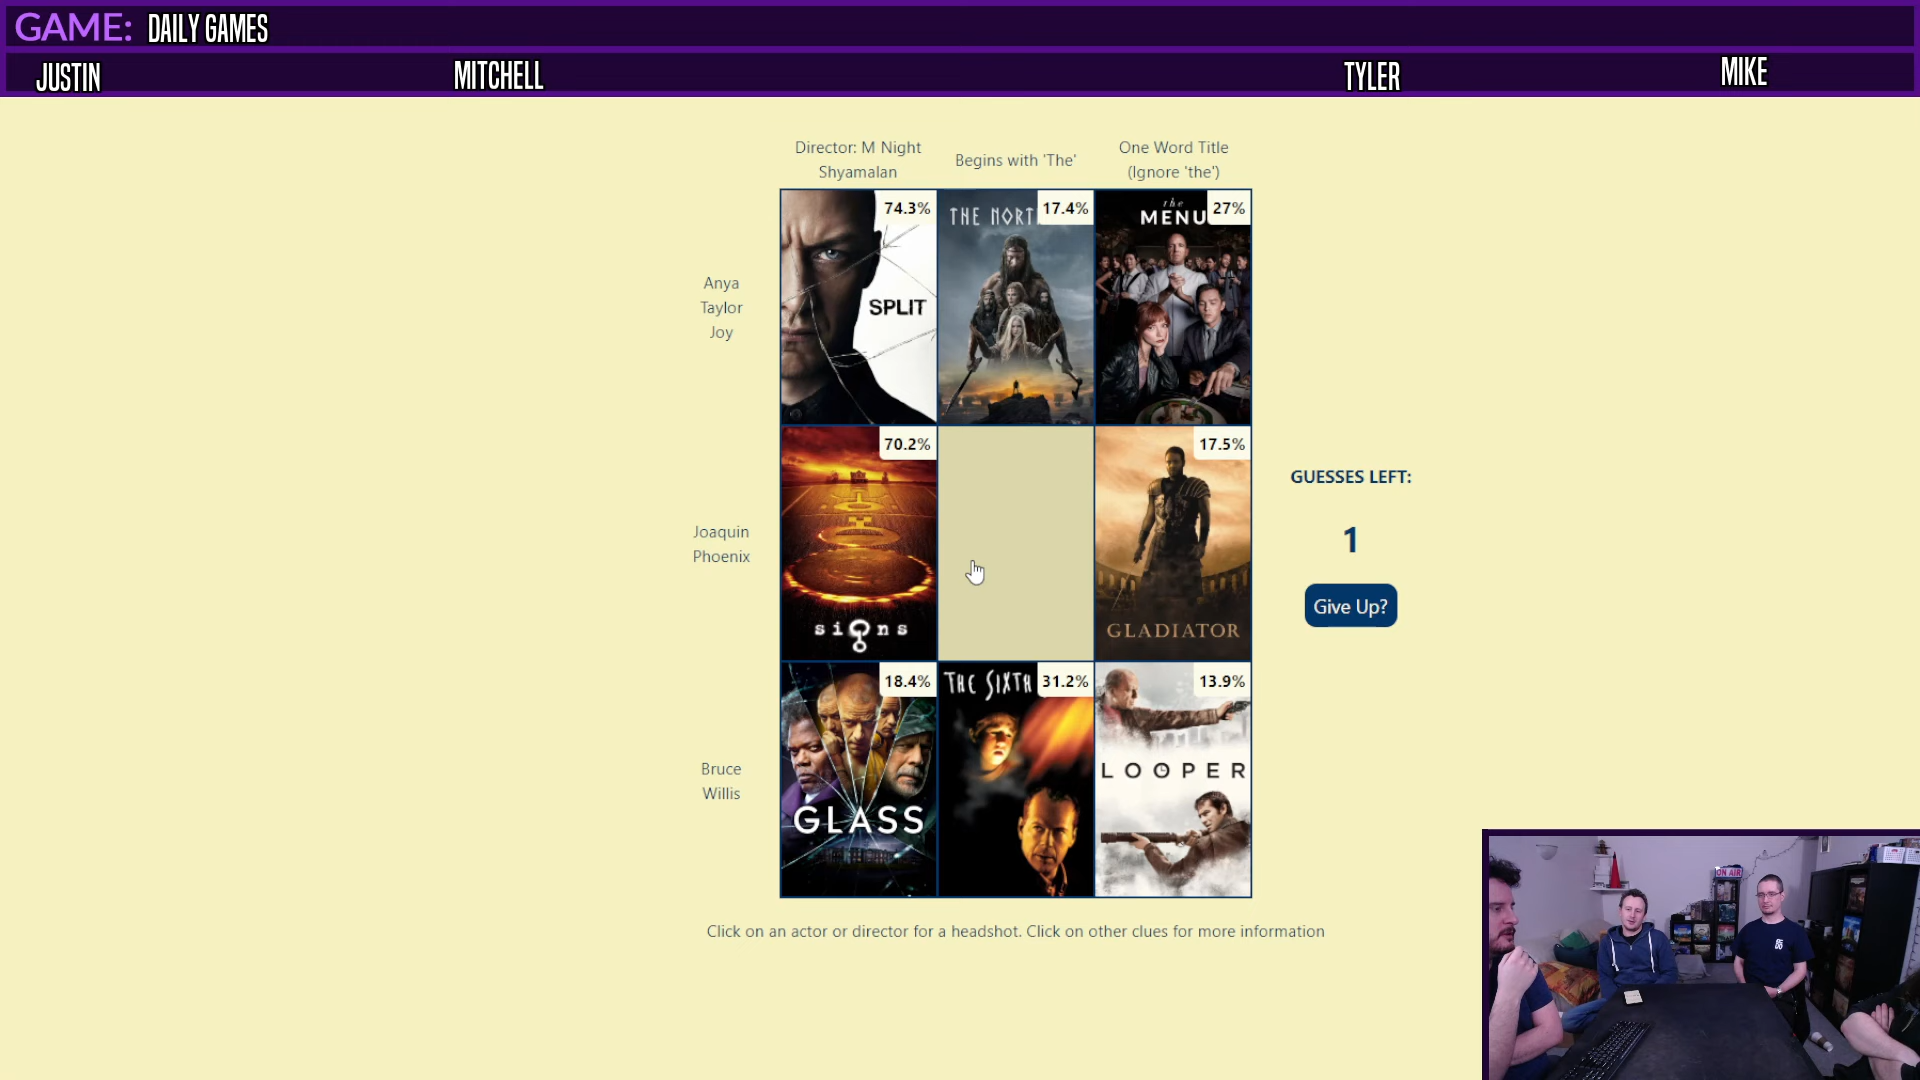 GAME: DAILY GAMES
JUSTIN
MITCHELL
TYLER
MIKE
Director: M Night
Shyamalan
Begins with 'The'
One Word Title
(Ignore 'the')
Anya
Taylor
Joy
74.3%
SPLIT
17.4%
THE NORT
27%
the
MENU
Joaquin
Phoenix
70.2%
signs
17.5%
GLADIATOR
GUESSES LEFT:
1
Give Up?
Bruce
Willis
18.4%
GLASS
31.2%
THE SIXTH
13.9%
LOOPER
Click on an actor or director for a headshot. Click on other clues for more information
ON AIR